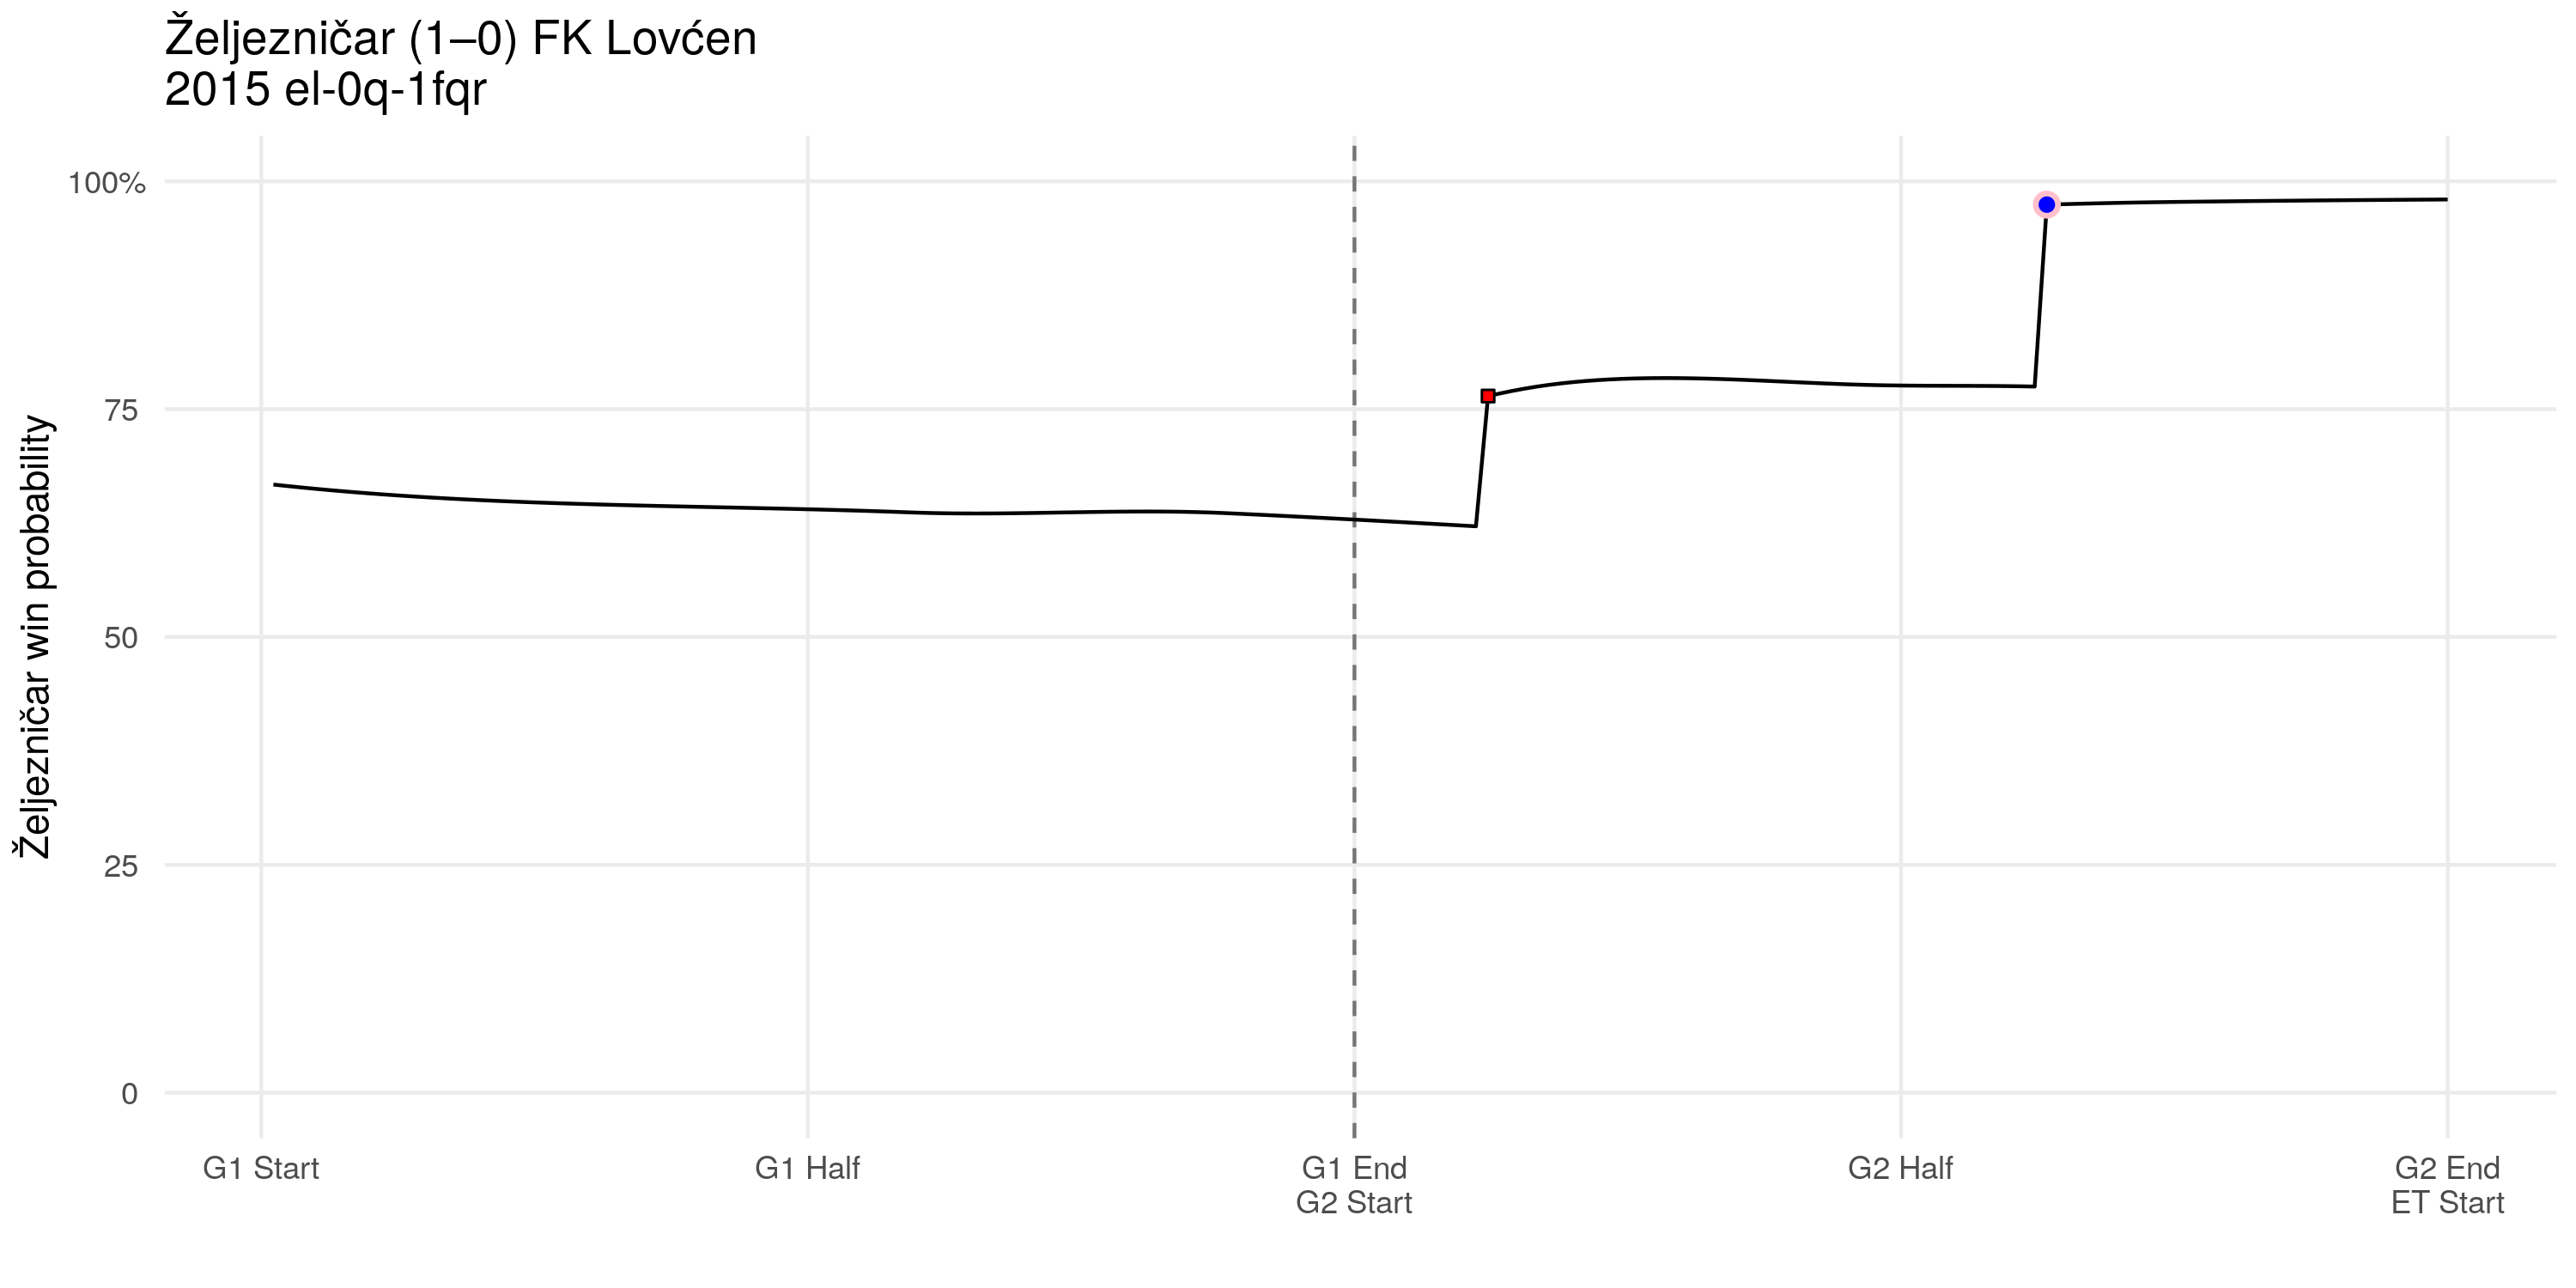 Željezničar (1–0) FK Lovćen
2015 el-0q-1fqr
Željezničar win probability
100%
75
50
25
0
G1 Start
G1 Half
G1 End
G2 Start
G2 Half
G2 End
ET Start